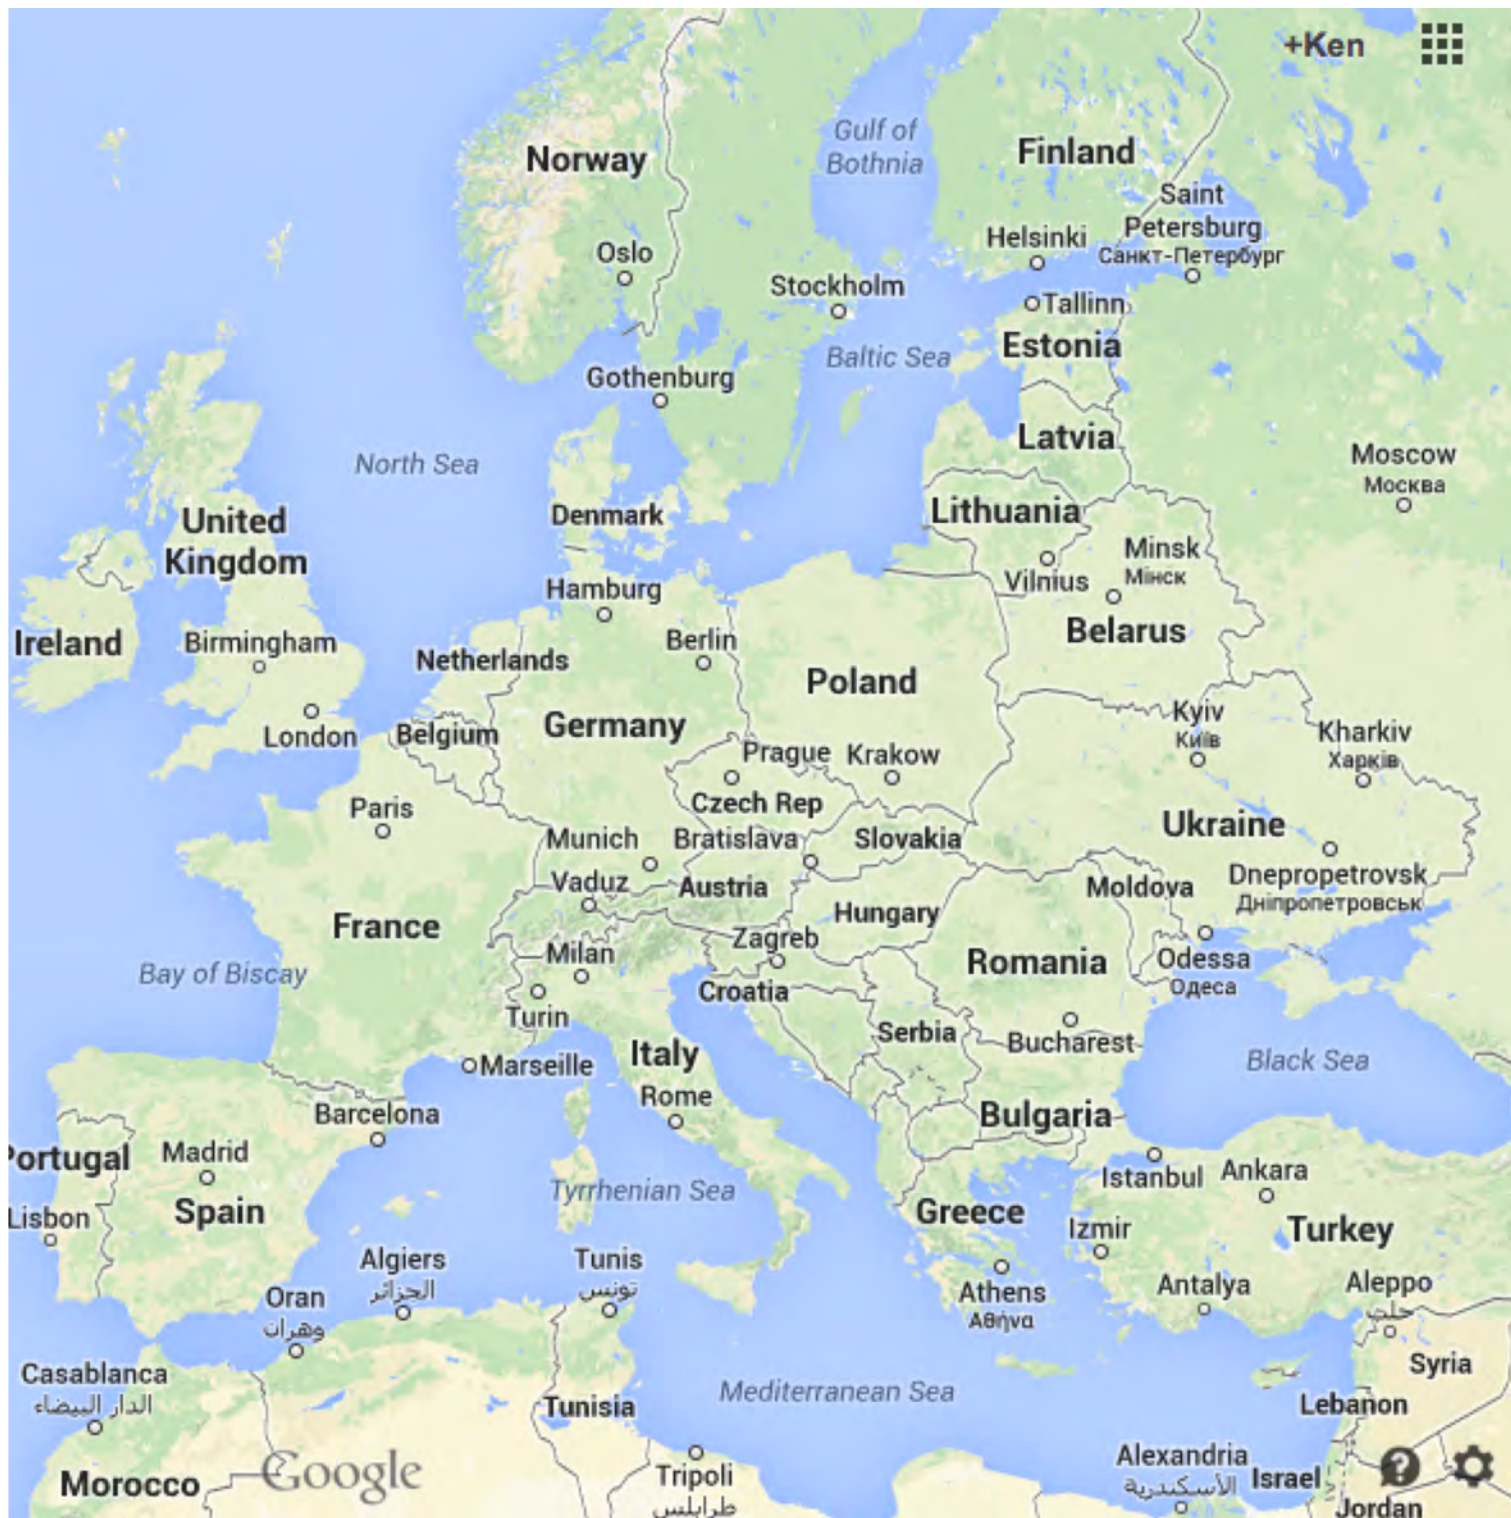 +Ken
Gulf of
Bothnia
Norway
Finland
Saint
Petersburg
Санкт-Петербург
Helsinki
Oslo
Stockholm
Tallinn
Estonia
Baltic Sea
Gothenburg
Latvia
North Sea
Moscow
Москва
Lithuania
Denmark
United
Kingdom
Minsk
Мінск
Vilnius
Hamburg
Belarus
Ireland
Birmingham
Berlin
Netherlands
Poland
Kyiv
Київ
Germany
London
Belgium
Kharkiv
Харків
Prague
Krakow
Czech Rep
Paris
Ukraine
Munich
Bratislava
Slovakia
Vaduz
Austria
Moldova
Dnepropetrovsk
Дніпропетровськ
Hungary
France
Zagreb
Milan
Romania
Odessa
Одеса
Bay of Biscay
Croatia
Turin
Serbia
Bucharest
Italy
Marseille
Black Sea
Rome
Barcelona
Bulgaria
Portugal
Madrid
Istanbul
Ankara
Tyrrhenian Sea
Spain
Lisbon
Greece
Izmir
Turkey
Algiers
الجزائر
Tunis
تونس
Athens
Αθήνα
Antalya
Aleppo
حلب
Oran
وهران
Casablanca
الدار البيضاء
Syria
Mediterranean Sea
Tunisia
Lebanon
Morocco
Google
Tripoli
طرابلس
Alexandria
الأسكندرية
Israel
?
Jordan